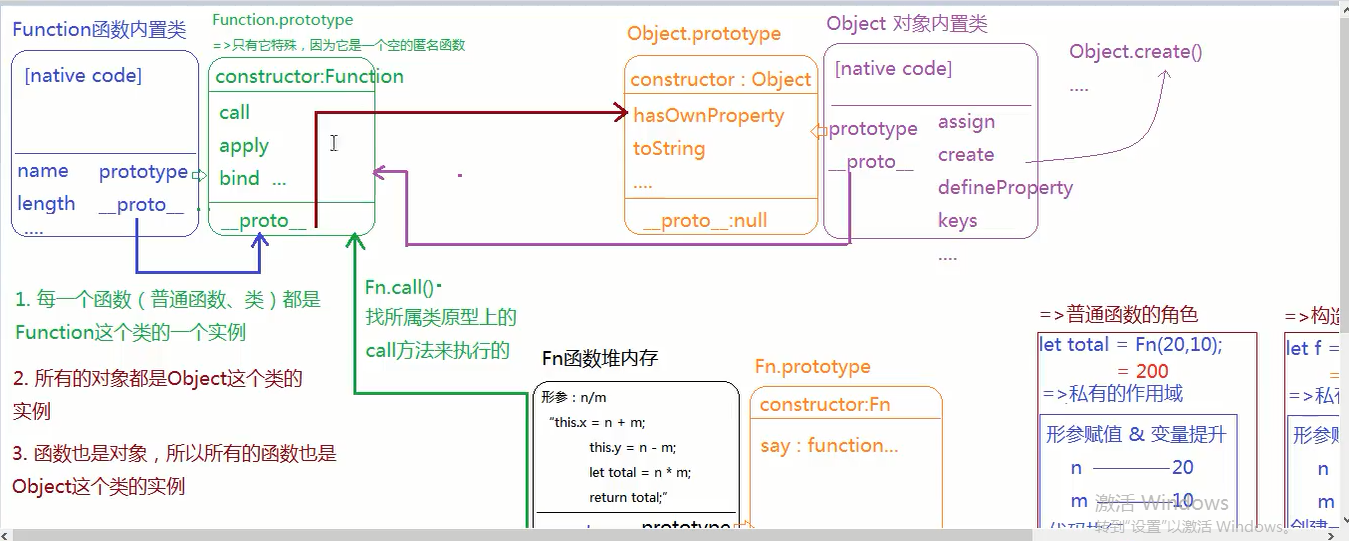 Function函数内置类
[native code]
name prototype
length __proto__
....
Function.prototype
=>只有它特殊，因为它是一个空的匿名函数
constructor:Function
call
apply
bind ...
__proto__
Object.prototype
constructor : Object
hasOwnProperty
toString
....
__proto__:null
Object 对象内置类
[native code]
prototype assign
__proto__ create
defineProperty
keys
....
Object.create()
....
1. 每一个函数（普通函数、类）都是
Function这个类的一个实例
2. 所有的对象都是Object这个类的
实例
3. 函数也是对象，所以所有的函数也是
Object这个类的实例
Fn.call()
找所属类原型上的
call方法来执行的
Fn函数堆内存
形参：n/m
“this.x = n + m;
this.y = n - m;
let total = n * m;
return total;”
prototype
Fn.prototype
constructor:Fn
say : function...
=>普通函数的角色
let total = Fn(20,10);
= 200
=>私有的作用域
形参赋值 & 变量提升
n 20
m 10
=>构造
let f =
=>私有
形参赋
n
m
创建一
激活 Windows
转到“设置”以激活 Windows。